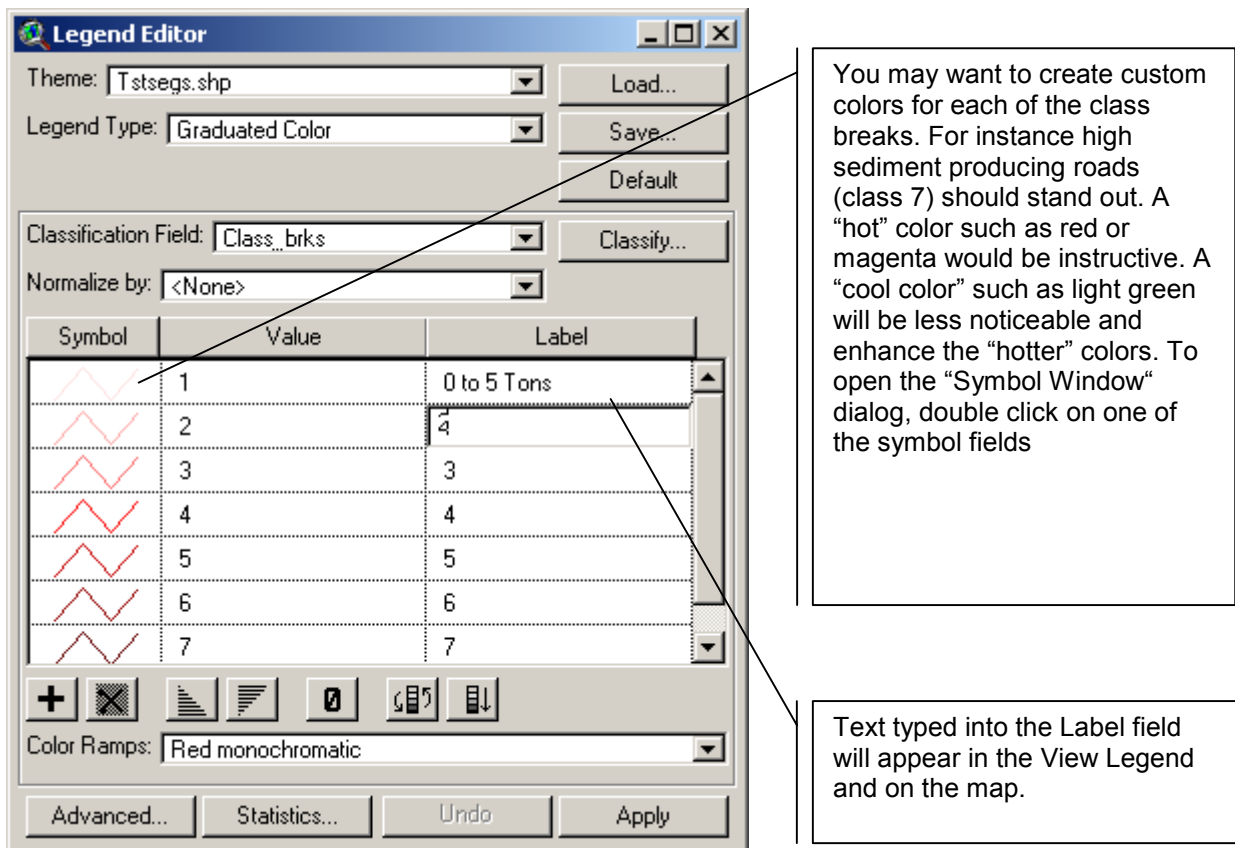 Legend Editor
Theme: Tstsegs.shp
Load...
Legend Type: Graduated Color
Save...
Default
Classification Field: Class_brks
Classify...
Normalize by: <None>
Symbol Value Label
1 0 to 5 Tons
2
3 3
4 4
5 5
6 6
7 7
Color Ramps: Red monochromatic
Advanced... Statistics... Undo Apply
You may want to create custom
colors for each of the class
breaks. For instance high
sediment producing roads
(class 7) should stand out. A
“hot” color such as red or
magenta would be instructive. A
“cool color” such as light green
will be less noticeable and
enhance the “hotter” colors. To
open the “Symbol Window“
dialog, double click on one of
the symbol fields
Text typed into the Label field
will appear in the View Legend
and on the map.